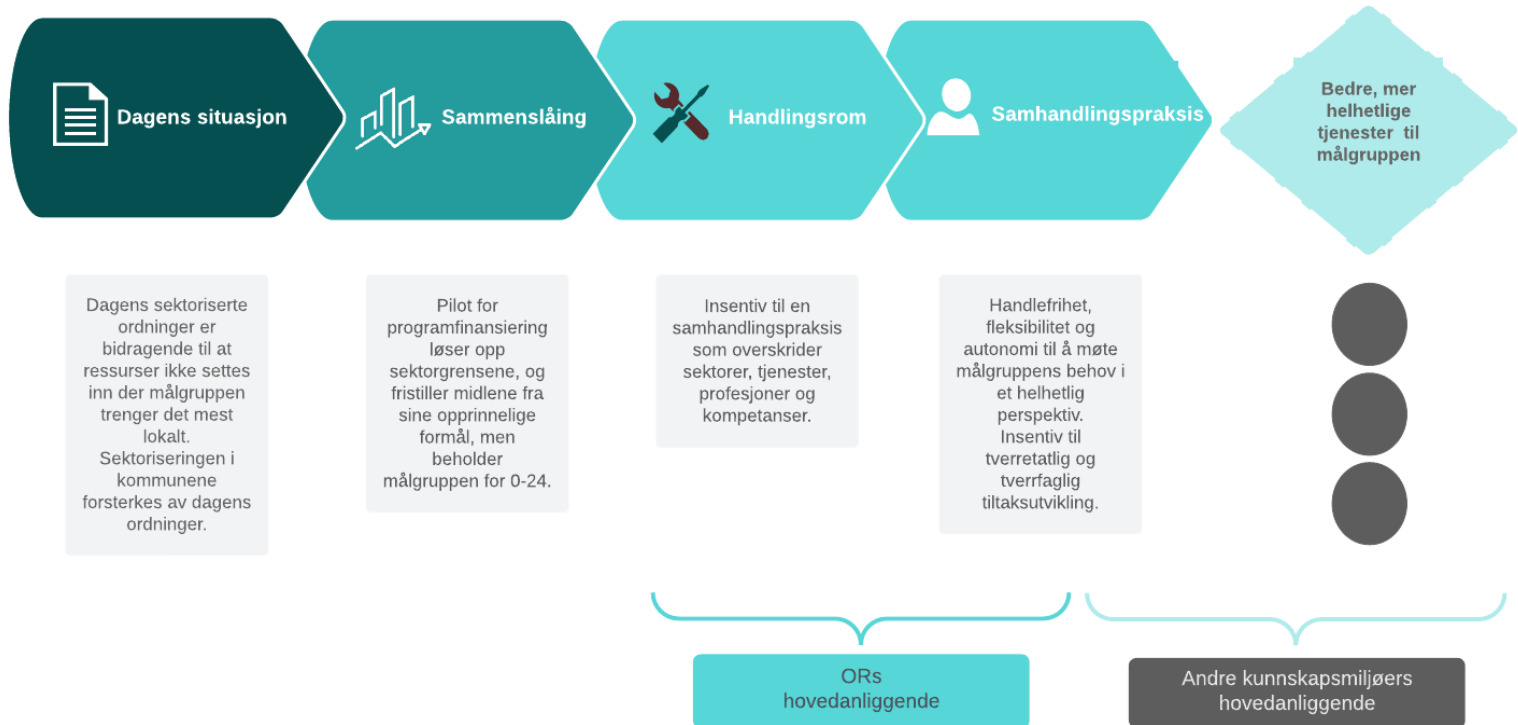 Dagens situasjon
Sammenslåing
Handlingsrom
Samhandlingspraksis
Bedre, mer
helhetlige
tjenester til
målgruppen
Dagens sektoriserte
ordninger er
bidragende til at
ressurser ikke settes
inn der målgruppen
trenger det mest
lokalt.
Sektoriseringen i
kommunene
forsterkes av dagens
ordninger.
Pilot for
programfinansiering
løser opp
sektorgrensene, og
fristiller midlene fra
sine opprinnelige
formål, men
beholder
målgruppen for 0-24.
Insentiv til en
samhandlingspraksis
som overskrider
sektorer, tjenester,
profesjoner og
kompetanser.
Handlefrihet,
fleksibilitet og
autonomi til å møte
målgruppens behov i
et helhetlig
perspektiv.
Insentiv til
tverretatlig og
tverrfaglig
tiltaksutvikling.
ORs
hovedanliggende
Andre kunnskapsmiljøers
hovedanliggende